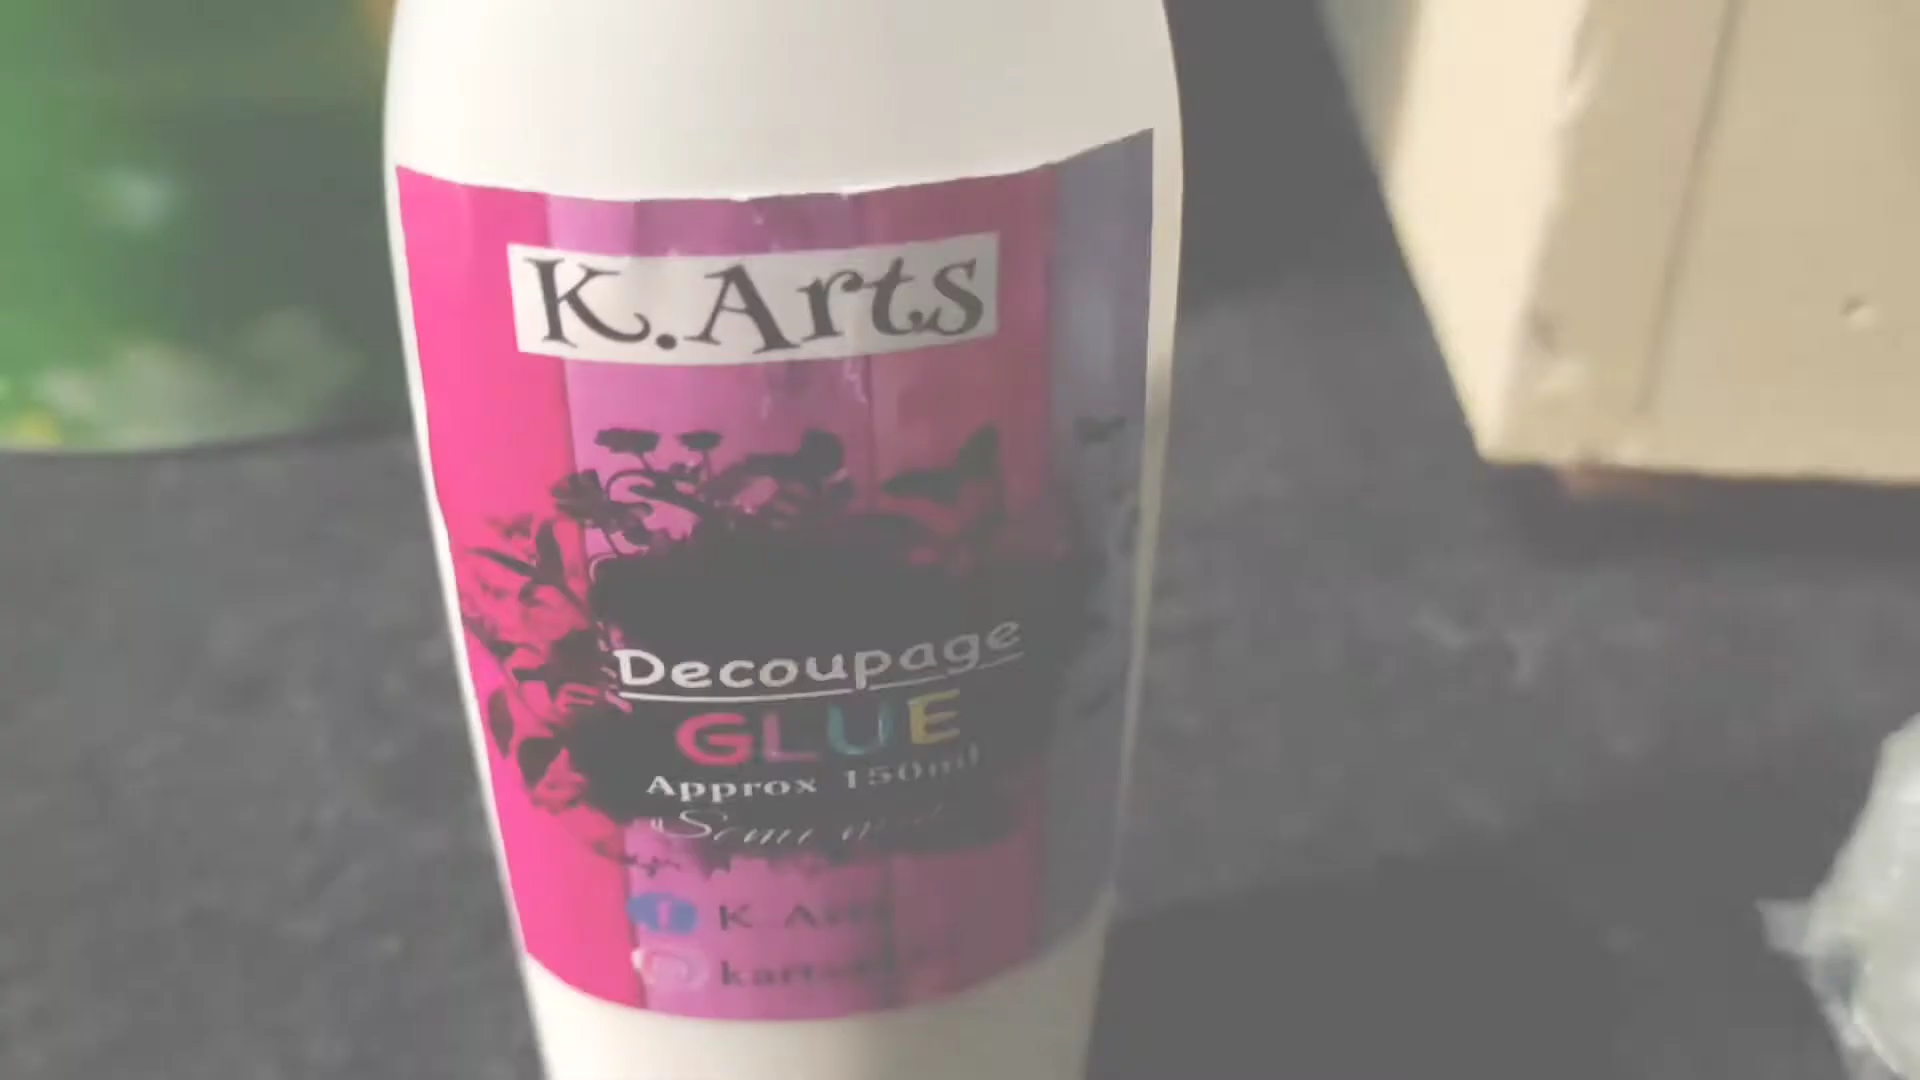 K.Arts
Decoupage
GLUE
Approx 150ml
K Arts